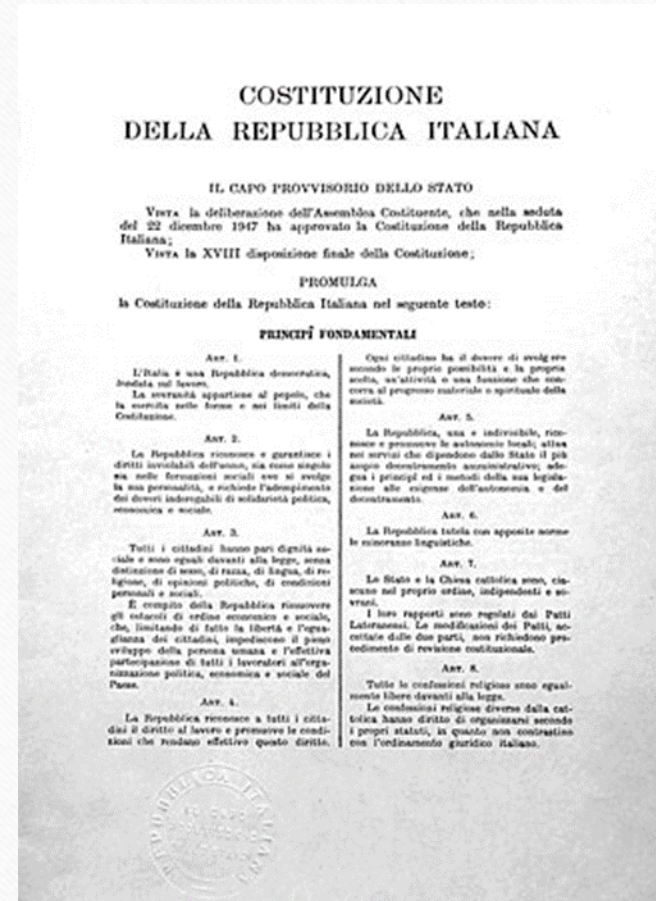 COSTITUZIONE
DELLA REPUBBLICA ITALIANA
IL CAPO PROVVISORIO DELLO STATO
VISTA la deliberazione dell'Assemblea Costituente, che nella seduta
del 22 dicembre 1947 ha approvato la Costituzione della Repubblica
Italiana;
VISTA la XVIII disposizione finale della Costituzione;
PROMULGA
la Costituzione della Repubblica Italiana nel seguente testo:
PRINCIPÎ FONDAMENTALI
ART. 1.
L'Italia è una Repubblica democratica,
fondata sul lavoro.
La sovranità appartiene al popolo, che
la esercita nelle forme e nei limiti della
Costituzione.
ART. 2.
La Repubblica riconosce e garantisce i
diritti inviolabili dell'uomo, sia come singolo
sia nelle formazioni sociali ove si svolge
la sua personalità, e richiede l'adempimento
dei doveri inderogabili di solidarietà politica,
economica e sociale.
ART. 3.
Tutti i cittadini hanno pari dignità so-
ciale e sono eguali davanti alla legge, senza
distinzione di sesso, di razza, di lingua, di re-
ligione, di opinioni politiche, di condizioni
personali e sociali.
È compito della Repubblica rimuovere
gli ostacoli di ordine economico e sociale,
che, limitando di fatto la libertà e l'egua-
glianza dei cittadini, impediscono il pieno
sviluppo della persona umana e l'effettiva
partecipazione di tutti i lavoratori all'orga-
nizzazione politica, economica e sociale del
Paese.
ART. 4.
La Repubblica riconosce a tutti i citta-
dini il diritto al lavoro e promuove le condi-
zioni che rendano effettivo questo diritto.
Ogni cittadino ha il dovere di svolgere
secondo le proprie possibilità e la propria
scelta, un'attività o una funzione che con-
corra al progresso materiale o spirituale della
società.
ART. 5.
La Repubblica, una e indivisibile, rico-
nosce e promuove le autonomie locali; attua
nei servizi che dipendono dallo Stato il più
ampio decentramento amministrativo; ade-
gua i principî ed i metodi della sua legisla-
zione alle esigenze dell'autonomia e del
decentramento.
ART. 6.
La Repubblica tutela con apposite norme
le minoranze linguistiche.
ART. 7.
Lo Stato e la Chiesa cattolica sono, cia-
scuno nel proprio ordine, indipendenti e so-
vrani.
I loro rapporti sono regolati dai Patti
Lateranensi. Le modificazioni dei Patti, ac-
cettate dalle due parti, non richiedono pro-
cedimento di revisione costituzionale.
ART. 8.
Tutte le confessioni religiose sono egual-
mente libere davanti alla legge.
Le confessioni religiose diverse dalla cat-
tolica hanno diritto di organizzarsi secondo
i propri statuti, in quanto non contrastino
con l'ordinamento giuridico italiano.
REPUBBLICA ITALIANA